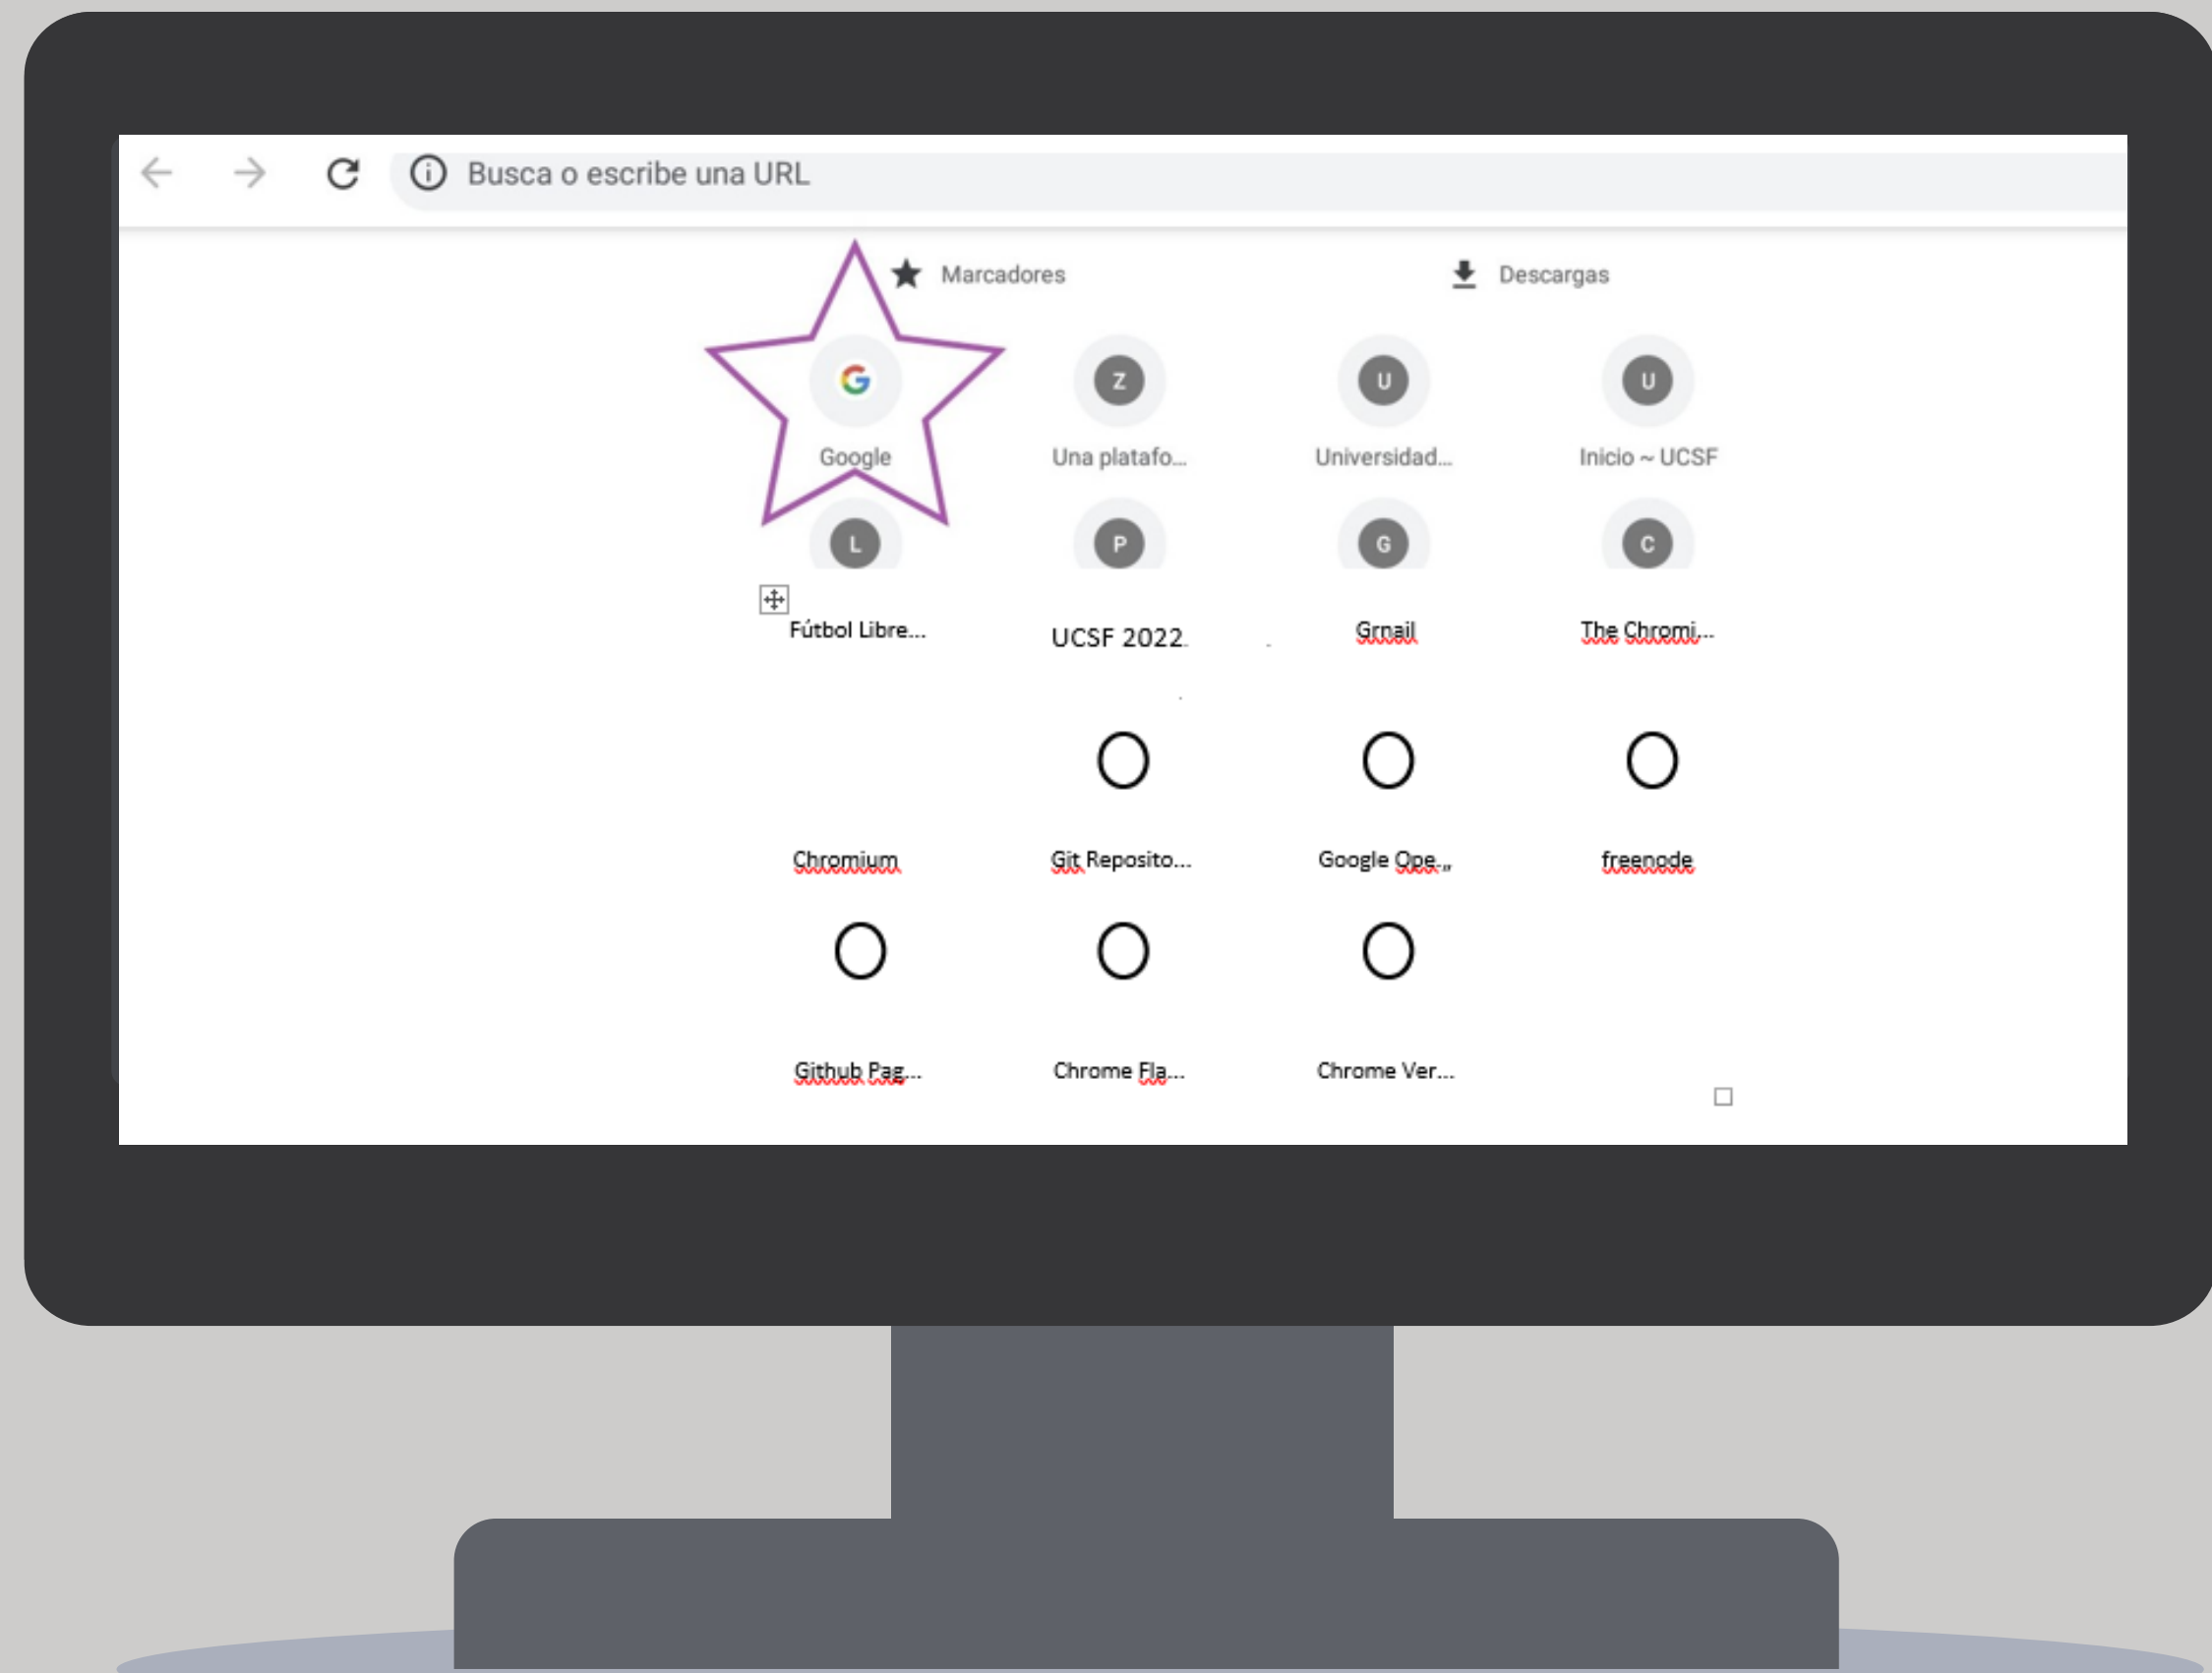 Busca o escribe una URL
Marcadores Descargas
G Z U U
Google Una platafo... Universidad... Inicio ~ UCSF
L P G C
Fútbol Libre... UCSF 2022. Grnail The Chromi...
Chromium Git Reposito... Google Ope.„ freenode
Github Pag... Chrome Fla... Chrome Ver...